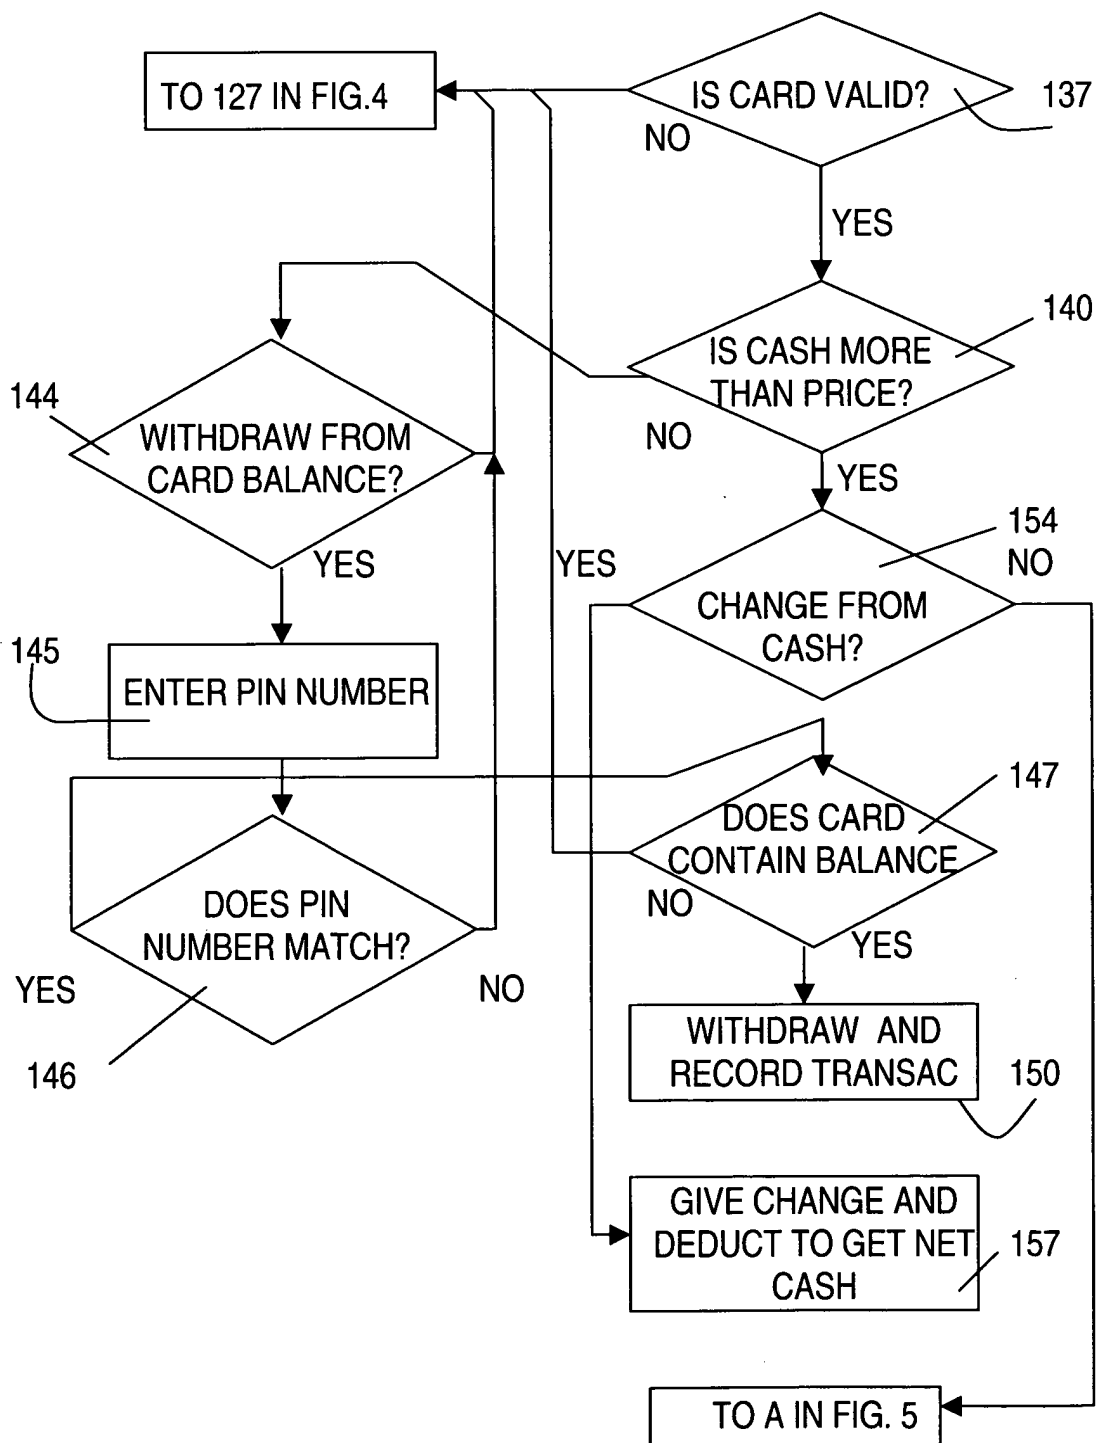 TO 127 IN FIG.4
IS CARD VALID?
137
NO
YES
IS CASH MORE
THAN PRICE?
140
NO
YES
144
WITHDRAW FROM
CARD BALANCE?
YES
154
CHANGE FROM
CASH?
YES
NO
145
ENTER PIN NUMBER
147
DOES CARD
CONTAIN BALANCE
NO
YES
DOES PIN
NUMBER MATCH?
YES
NO
146
WITHDRAW AND
RECORD TRANSAC
150
GIVE CHANGE AND
DEDUCT TO GET NET
CASH
157
TO A IN FIG. 5